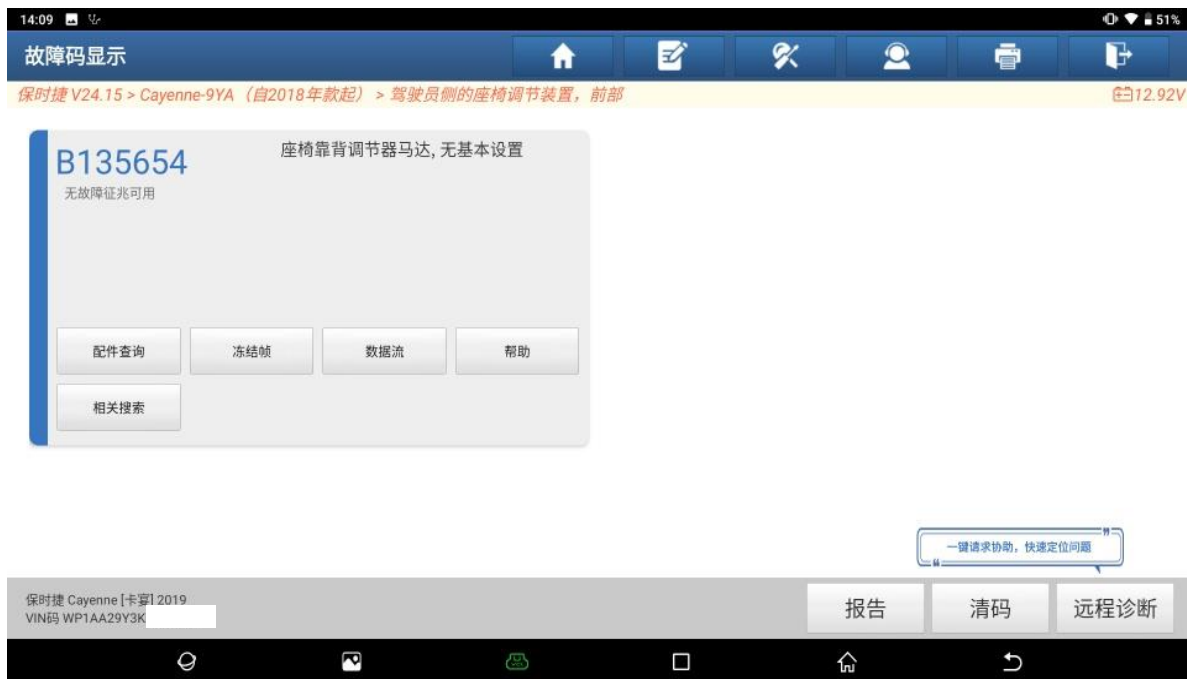 14:09
51%
故障码显示
保时捷 V24.15 > Cayenne-9YA（自2018年款起）> 驾驶员侧的座椅调节装置，前部
12.92V
B135654
座椅靠背调节器马达, 无基本设置
无故障征兆可用
配件查询
冻结帧
数据流
帮助
相关搜索
一键请求协助，快速定位问题
保时捷 Cayenne [卡宴] 2019
VIN码 WP1AA29Y3K
报告
清码
远程诊断